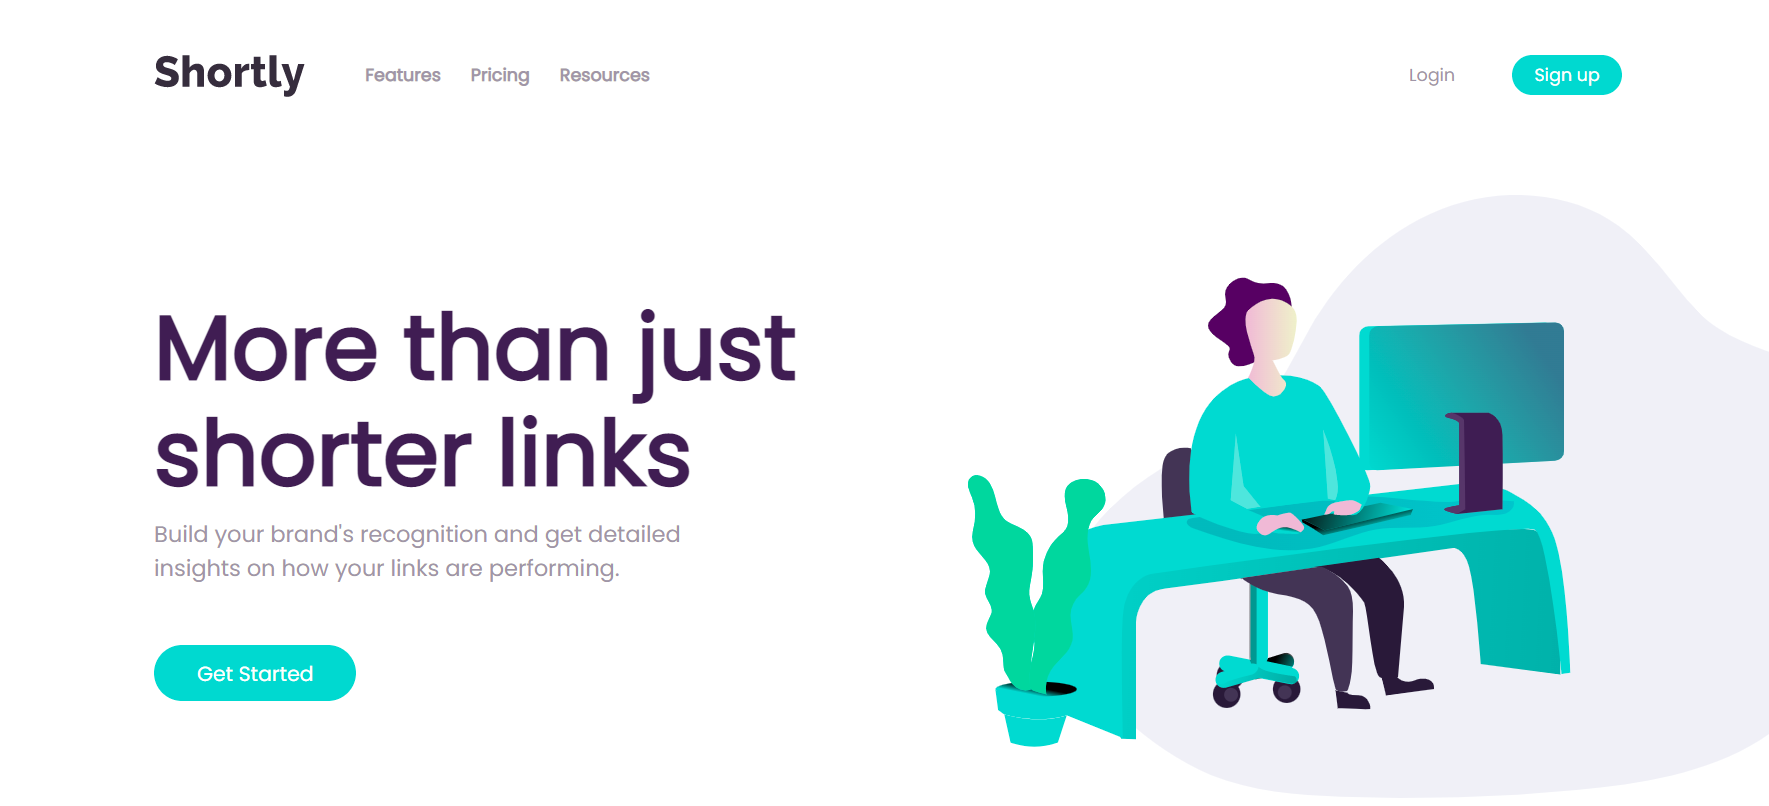 Shortly
Features Pricing Resources Login Sign up
More than just
shorter links
Build your brand's recognition and get detailed
insights on how your links are performing.
Get Started